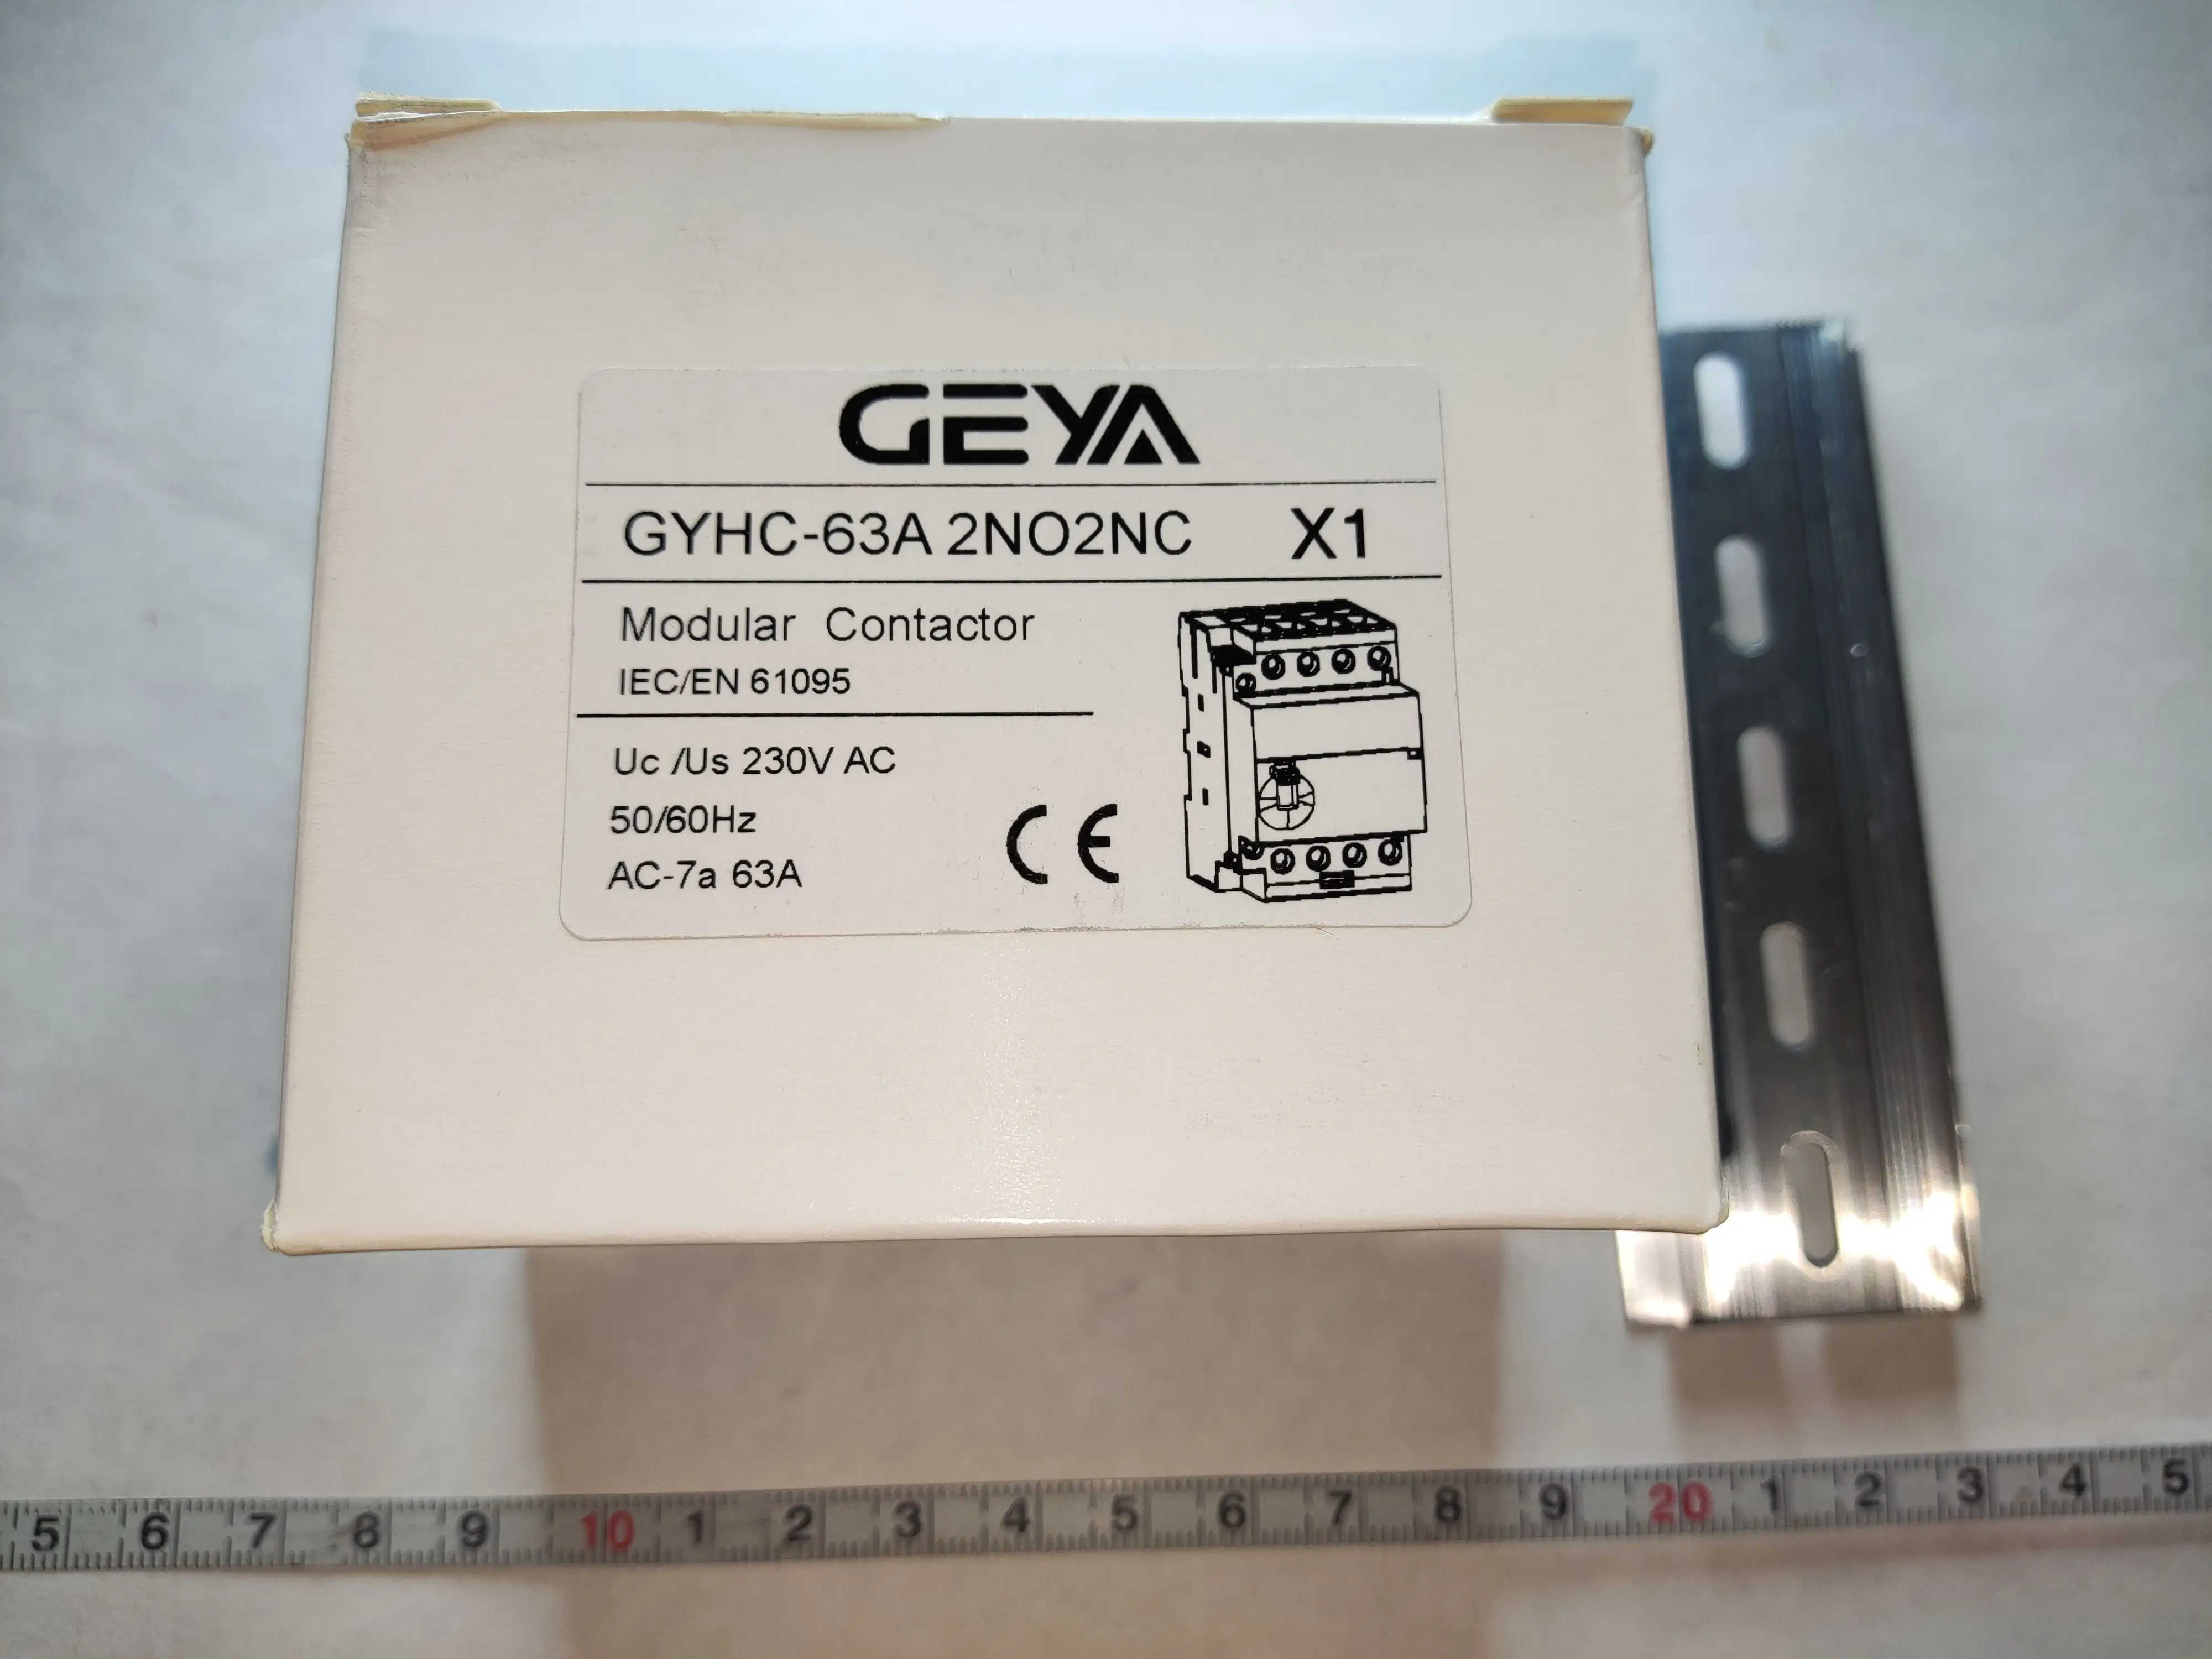 GEYA
GYHC-63A 2NO2NC X1
Modular Contactor
IEC/EN 61095
Uc /Us 230V AC
50/60Hz
AC-7a 63A
CE
5 6 7 8 9 10 1 2 3 4 5 6 7 8 9 20 1 2 3 4 5